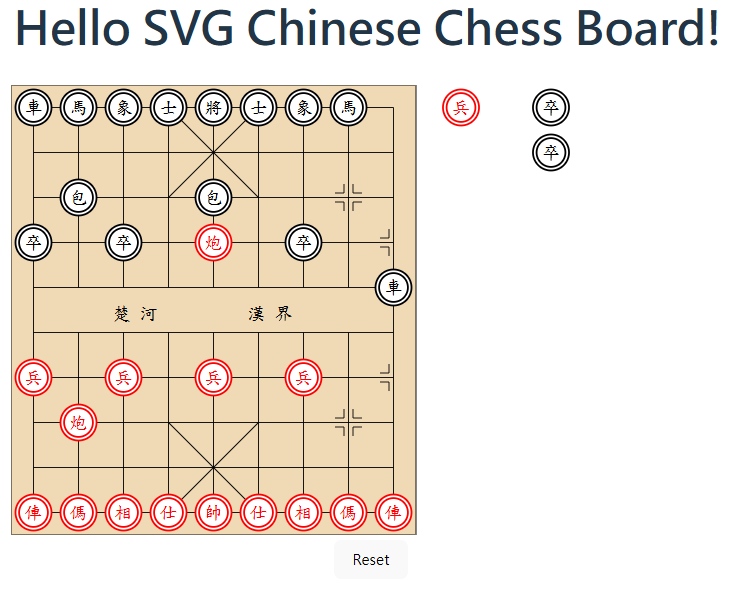 Hello SVG Chinese Chess Board!
車 馬 象 士 將 士 象 馬 兵 卒
卒
包 包
卒 卒 炮 卒
車
楚 河 漢 界
兵 兵 兵 兵
炮
俥 傌 相 仕 帥 仕 相 傌 俥
Reset